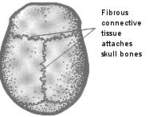 Fibrous
connective
tissue
attaches
skull bones